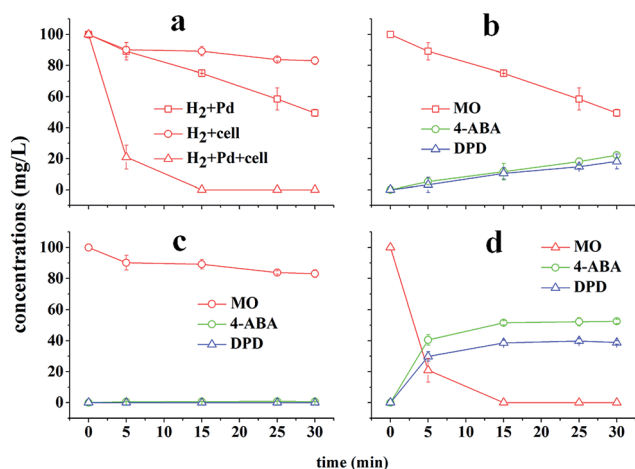 a
b
100
80
60
40
20
0
H₂+Pd
H₂+cell
H₂+Pd+cell
MO
4-ABA
DPD
c
d
100
80
60
40
20
0
MO
4-ABA
DPD
MO
4-ABA
DPD
0 5 10 15 20 25 30
0 5 10 15 20 25 30
concentrations (mg/L)
time (min)